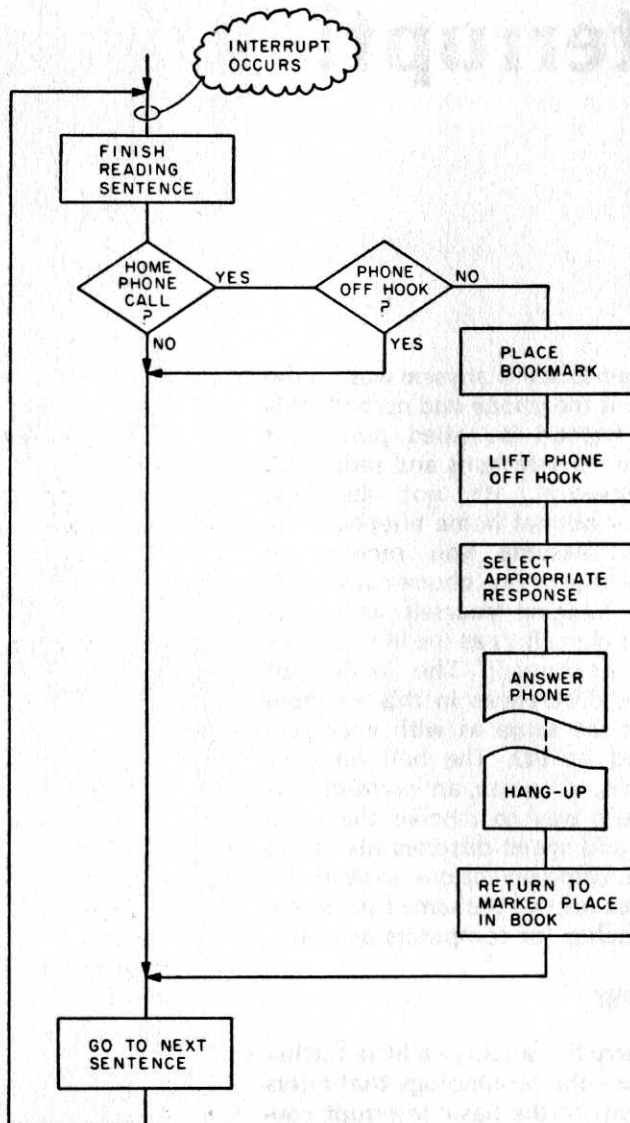 INTERRUPT
OCCURS
FINISH
READING
SENTENCE
HOME
PHONE
CALL
?
YES
NO
PHONE
OFF HOOK
?
NO
YES
PLACE
BOOKMARK
LIFT PHONE
OFF HOOK
SELECT
APPROPRIATE
RESPONSE
ANSWER
PHONE
HANG-UP
RETURN TO
MARKED PLACE
IN BOOK
GO TO NEXT
SENTENCE